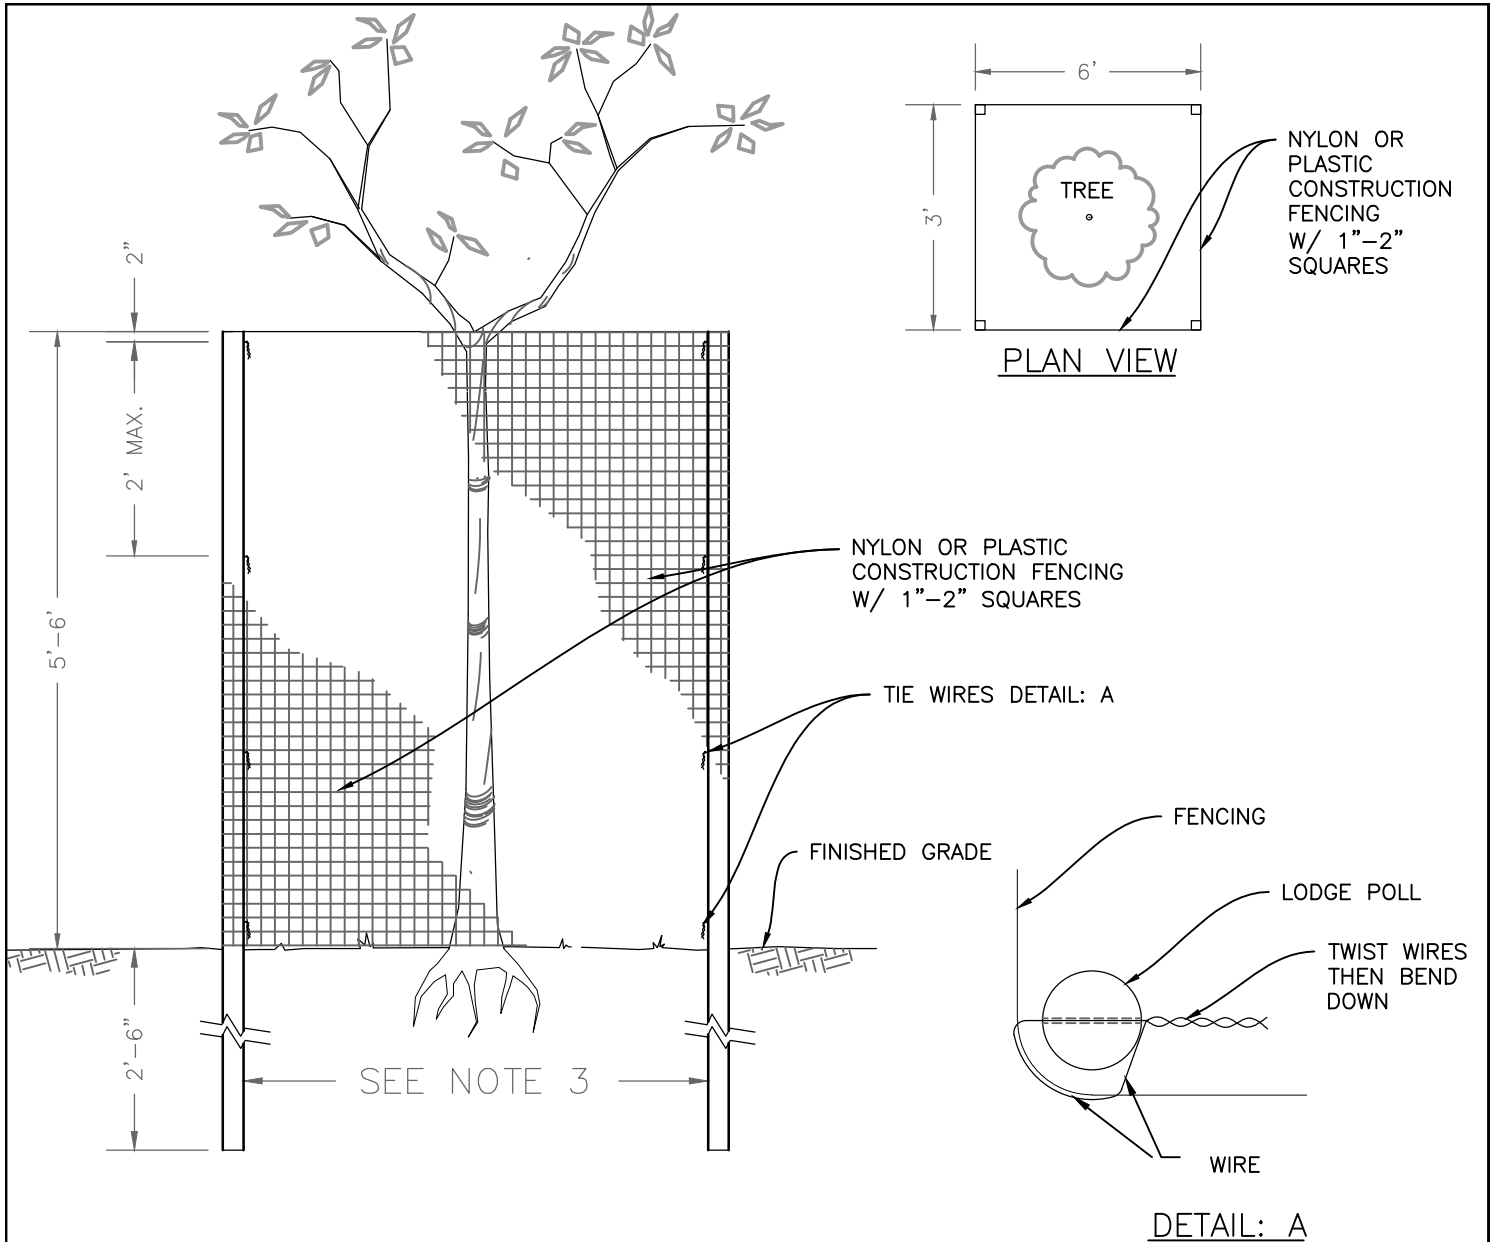 6'
3'
TREE
NYLON OR
PLASTIC
CONSTRUCTION
FENCING
W/ 1"-2"
SQUARES
PLAN VIEW
2"
2' MAX.
5'-6'
2'-6"
NYLON OR PLASTIC
CONSTRUCTION FENCING
W/ 1"-2" SQUARES
TIE WIRES DETAIL: A
FINISHED GRADE
SEE NOTE 3
FENCING
LODGE POLL
TWIST WIRES
THEN BEND
DOWN
WIRE
DETAIL: A